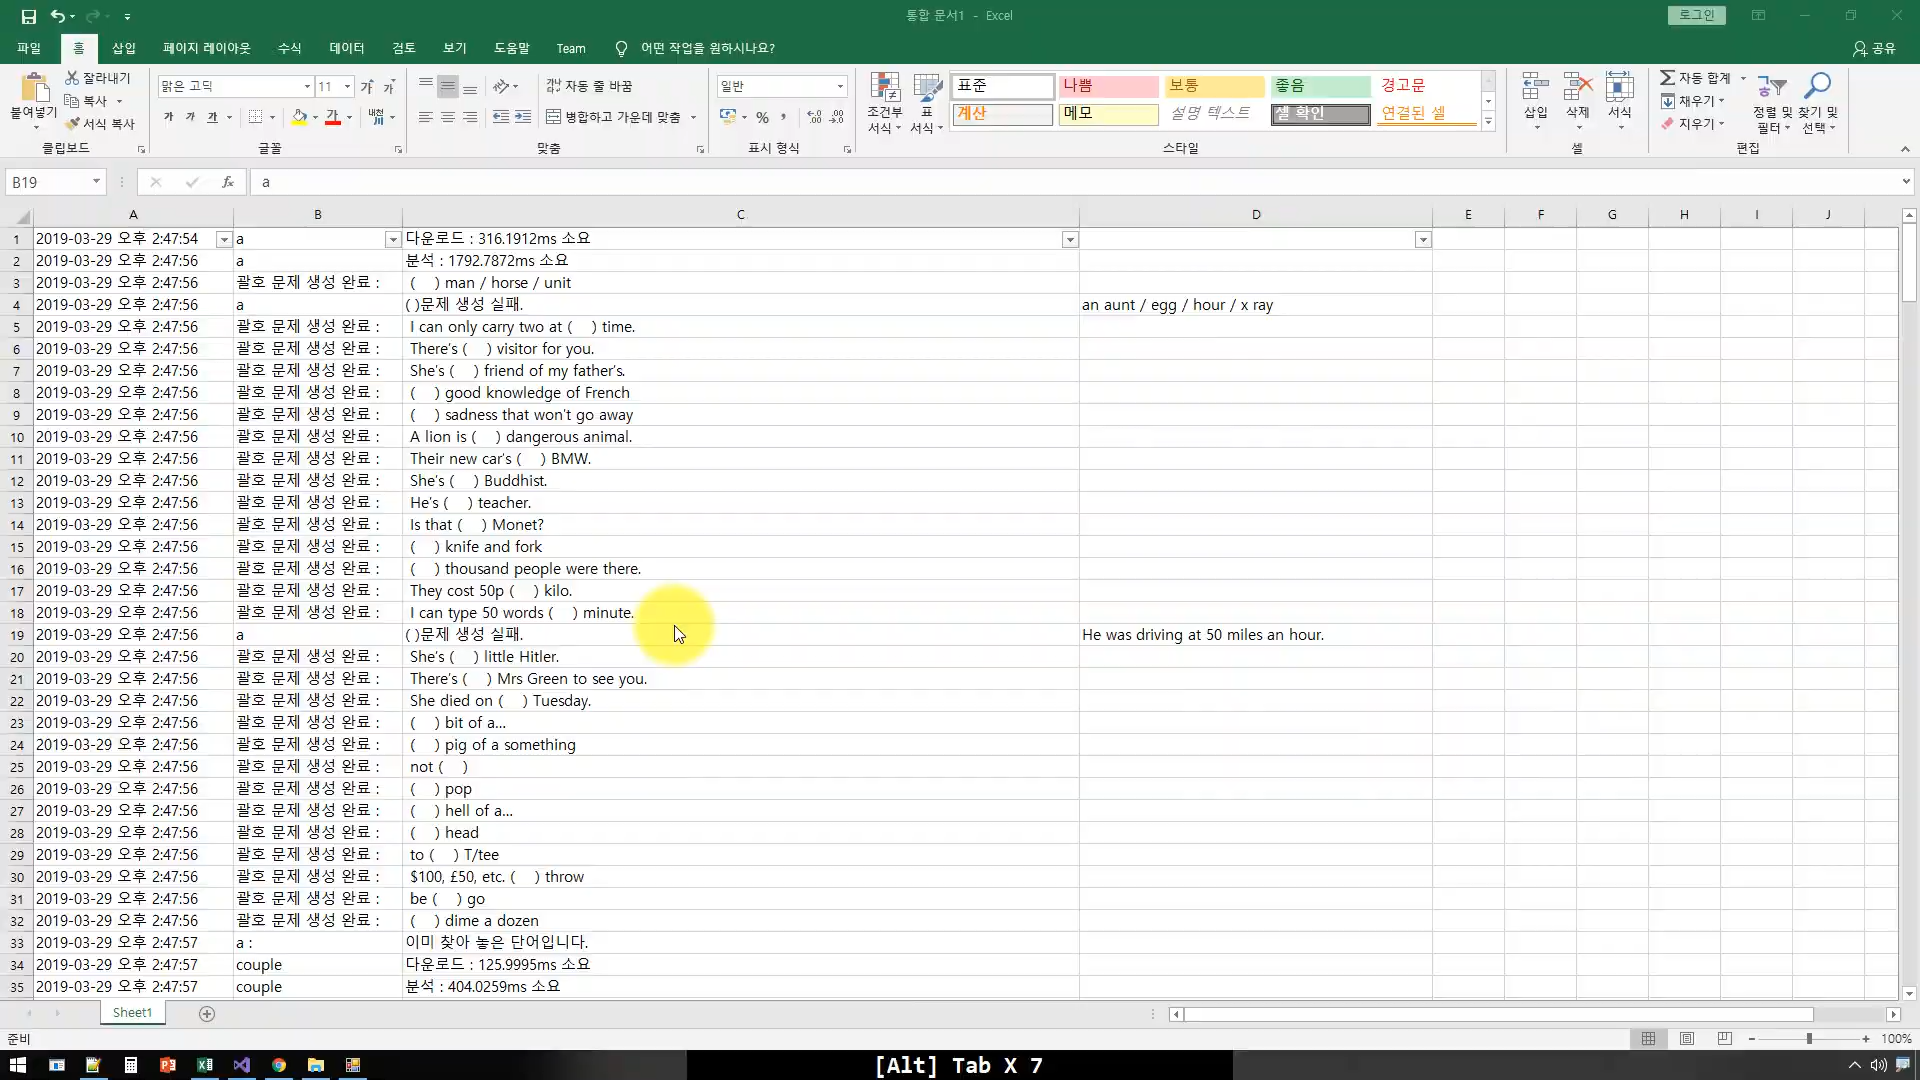 통합 문서1 - Excel
로그인
파일 홈 삽입 페이지 레이아웃 수식 데이터 검토 보기 도움말 Team 어떤 작업을 원하시나요? 공유
붙여넣기 잘라내기 복사 서식 복사
맑은 고딕 11
가 가 가 가 내천
자동 줄 바꿈
병합하고 가운데 맞춤
일반
조건부 서식 표 서식
표준 나쁨 보통 좋음 경고문
계산 메모 설명 텍스트 셀 확인 연결된 셀
삽입 삭제 서식
자동 합계 채우기 지우기
정렬 및 필터 찾기 및 선택
클립보드 글꼴 맞춤 표시 형식 스타일 셀 편집
B19 fx a
A B C D E F G H I J
1 2019-03-29 오후 2:47:54 a 다운로드 : 316.1912ms 소요
2 2019-03-29 오후 2:47:56 a 분석 : 1792.7872ms 소요
3 2019-03-29 오후 2:47:56 괄호 문제 생성 완료 : ( ) man / horse / unit
4 2019-03-29 오후 2:47:56 a ( )문제 생성 실패. an aunt / egg / hour / x ray
5 2019-03-29 오후 2:47:56 괄호 문제 생성 완료 : I can only carry two at ( ) time.
6 2019-03-29 오후 2:47:56 괄호 문제 생성 완료 : There's ( ) visitor for you.
7 2019-03-29 오후 2:47:56 괄호 문제 생성 완료 : She's ( ) friend of my father's.
8 2019-03-29 오후 2:47:56 괄호 문제 생성 완료 : ( ) good knowledge of French
9 2019-03-29 오후 2:47:56 괄호 문제 생성 완료 : ( ) sadness that won't go away
10 2019-03-29 오후 2:47:56 괄호 문제 생성 완료 : A lion is ( ) dangerous animal.
11 2019-03-29 오후 2:47:56 괄호 문제 생성 완료 : Their new car's ( ) BMW.
12 2019-03-29 오후 2:47:56 괄호 문제 생성 완료 : She's ( ) Buddhist.
13 2019-03-29 오후 2:47:56 괄호 문제 생성 완료 : He's ( ) teacher.
14 2019-03-29 오후 2:47:56 괄호 문제 생성 완료 : Is that ( ) Monet?
15 2019-03-29 오후 2:47:56 괄호 문제 생성 완료 : ( ) knife and fork
16 2019-03-29 오후 2:47:56 괄호 문제 생성 완료 : ( ) thousand people were there.
17 2019-03-29 오후 2:47:56 괄호 문제 생성 완료 : They cost 50p ( ) kilo.
18 2019-03-29 오후 2:47:56 괄호 문제 생성 완료 : I can type 50 words ( ) minute.
19 2019-03-29 오후 2:47:56 a ( )문제 생성 실패. He was driving at 50 miles an hour.
20 2019-03-29 오후 2:47:56 괄호 문제 생성 완료 : She's ( ) little Hitler.
21 2019-03-29 오후 2:47:56 괄호 문제 생성 완료 : There's ( ) Mrs Green to see you.
22 2019-03-29 오후 2:47:56 괄호 문제 생성 완료 : She died on ( ) Tuesday.
23 2019-03-29 오후 2:47:56 괄호 문제 생성 완료 : ( ) bit of a...
24 2019-03-29 오후 2:47:56 괄호 문제 생성 완료 : ( ) pig of a something
25 2019-03-29 오후 2:47:56 괄호 문제 생성 완료 : not ( )
26 2019-03-29 오후 2:47:56 괄호 문제 생성 완료 : ( ) pop
27 2019-03-29 오후 2:47:56 괄호 문제 생성 완료 : ( ) hell of a...
28 2019-03-29 오후 2:47:56 괄호 문제 생성 완료 : ( ) head
29 2019-03-29 오후 2:47:56 괄호 문제 생성 완료 : to ( ) T/tee
30 2019-03-29 오후 2:47:56 괄호 문제 생성 완료 : $100, £50, etc. ( ) throw
31 2019-03-29 오후 2:47:56 괄호 문제 생성 완료 : be ( ) go
32 2019-03-29 오후 2:47:56 괄호 문제 생성 완료 : ( ) dime a dozen
33 2019-03-29 오후 2:47:57 a : 이미 찾아 놓은 단어입니다.
34 2019-03-29 오후 2:47:57 couple 다운로드 : 125.9995ms 소요
35 2019-03-29 오후 2:47:57 couple 분석 : 404.0259ms 소요
Sheet1
준비 100%
[Alt] Tab X 7